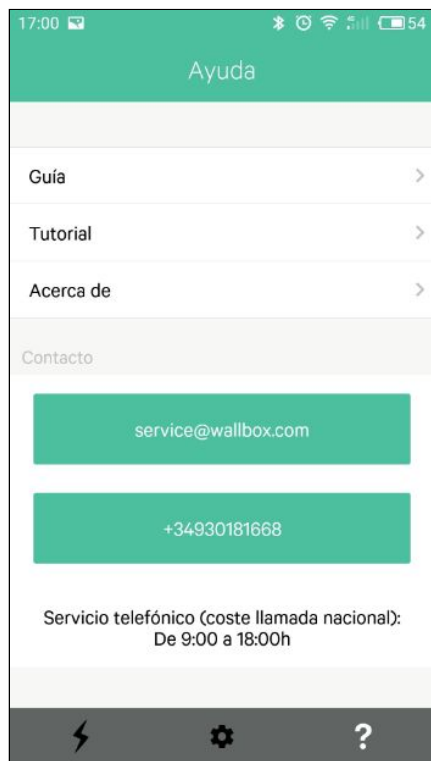 17:00 54
Ayuda
Guía
Tutorial
Acerca de
Contacto
service@wallbox.com
+34930181668
Servicio telefónico (coste llamada nacional):
De 9:00 a 18:00h
?